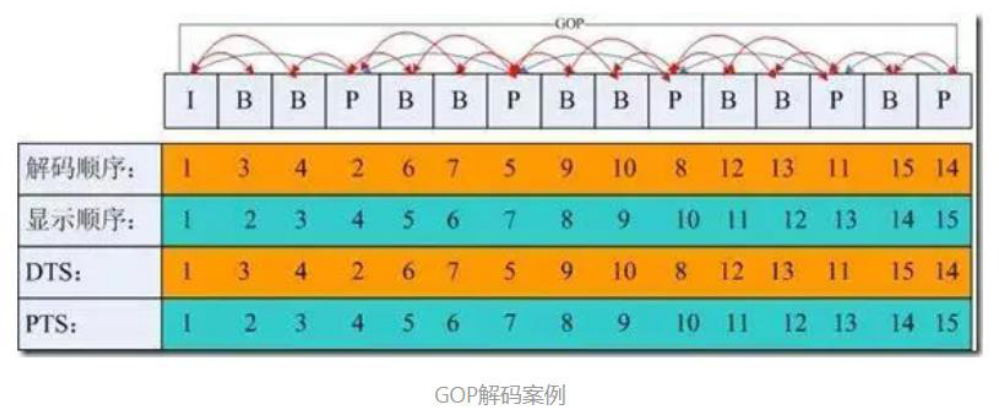 GOP
I B B P B B P B B P B B P B P
解码顺序: 1 3 4 2 6 7 5 9 10 8 12 13 11 15 14
显示顺序: 1 2 3 4 5 6 7 8 9 10 11 12 13 14 15
DTS: 1 3 4 2 6 7 5 9 10 8 12 13 11 15 14
PTS: 1 2 3 4 5 6 7 8 9 10 11 12 13 14 15
GOP解码案例